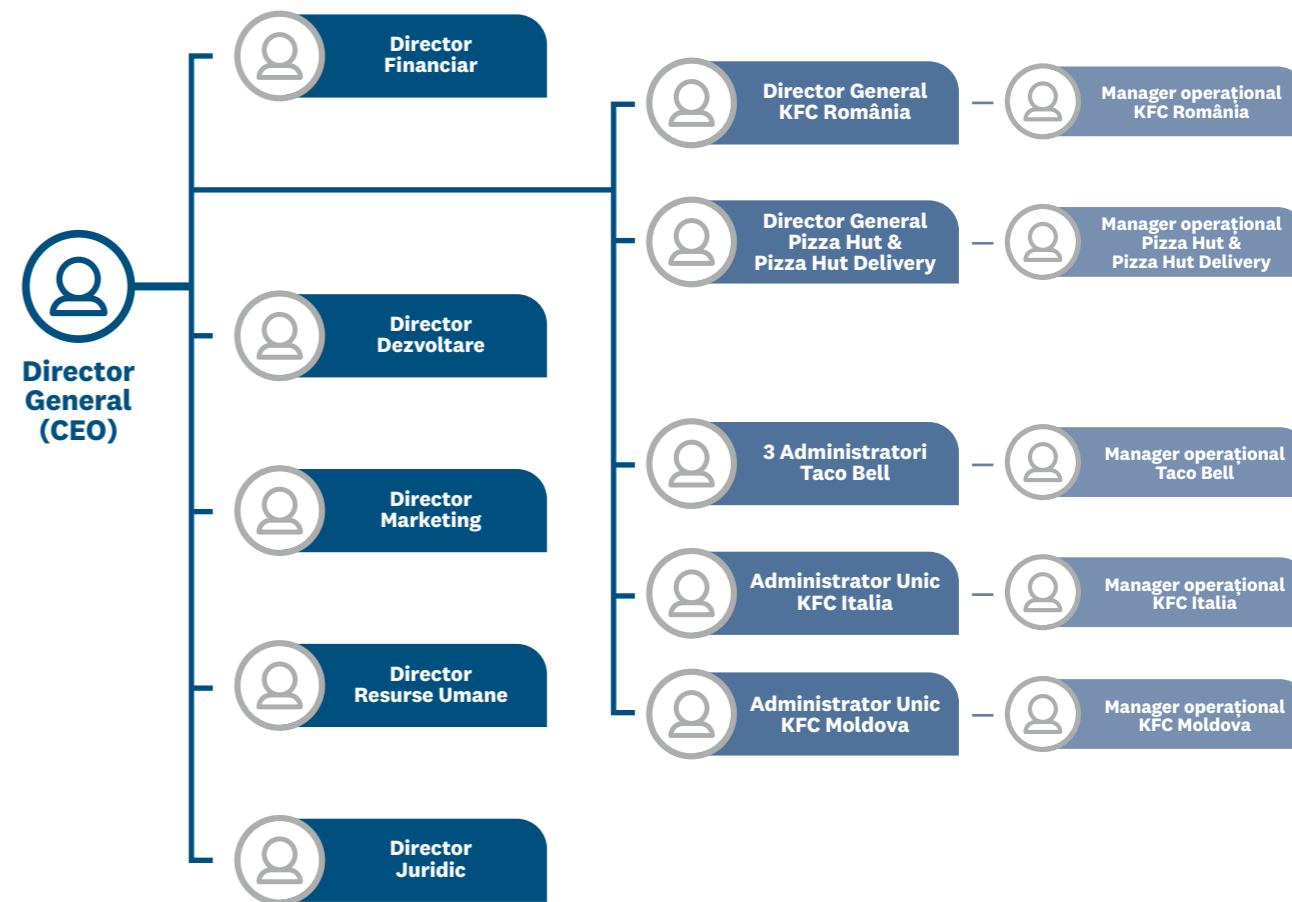 Director
General
(CEO)
Director
Financiar
Director
Dezvoltare
Director
Marketing
Director
Resurse Umane
Director
Juridic
Director General
KFC România
Director General
Pizza Hut &
Pizza Hut Delivery
3 Administratori
Taco Bell
Administrator Unic
KFC Italia
Administrator Unic
KFC Moldova
Manager operațional
KFC România
Manager operațional
Pizza Hut &
Pizza Hut Delivery
Manager operațional
Taco Bell
Manager operațional
KFC Italia
Manager operațional
KFC Moldova